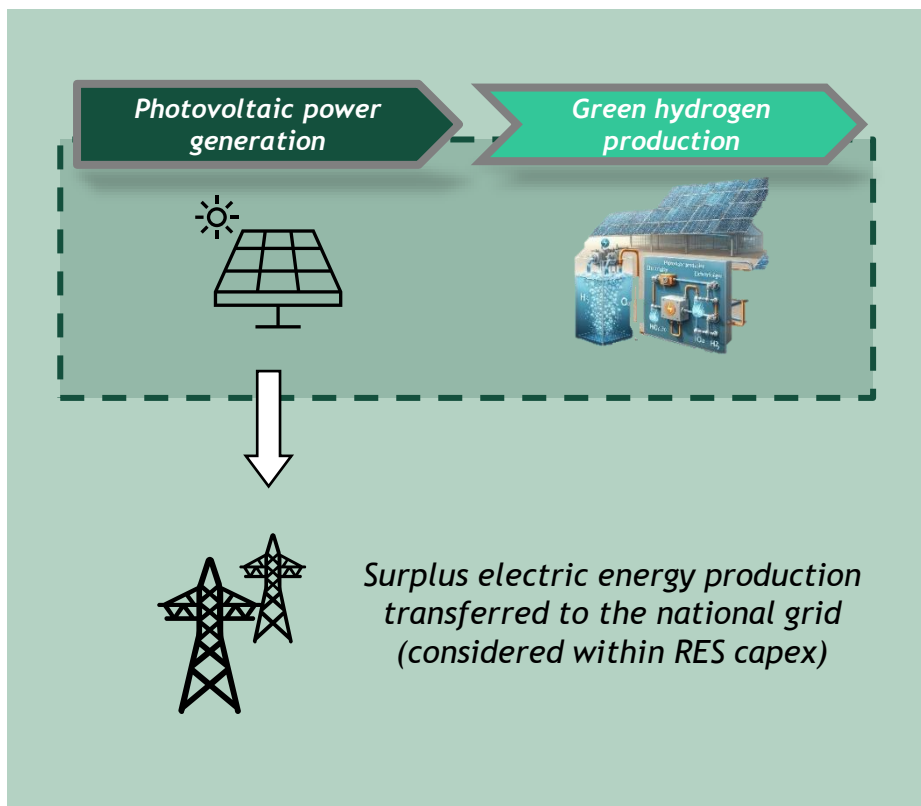 Photovoltaic power
generation
Green hydrogen
production
H₂
Surplus electric energy production
transferred to the national grid
(considered within RES capex)